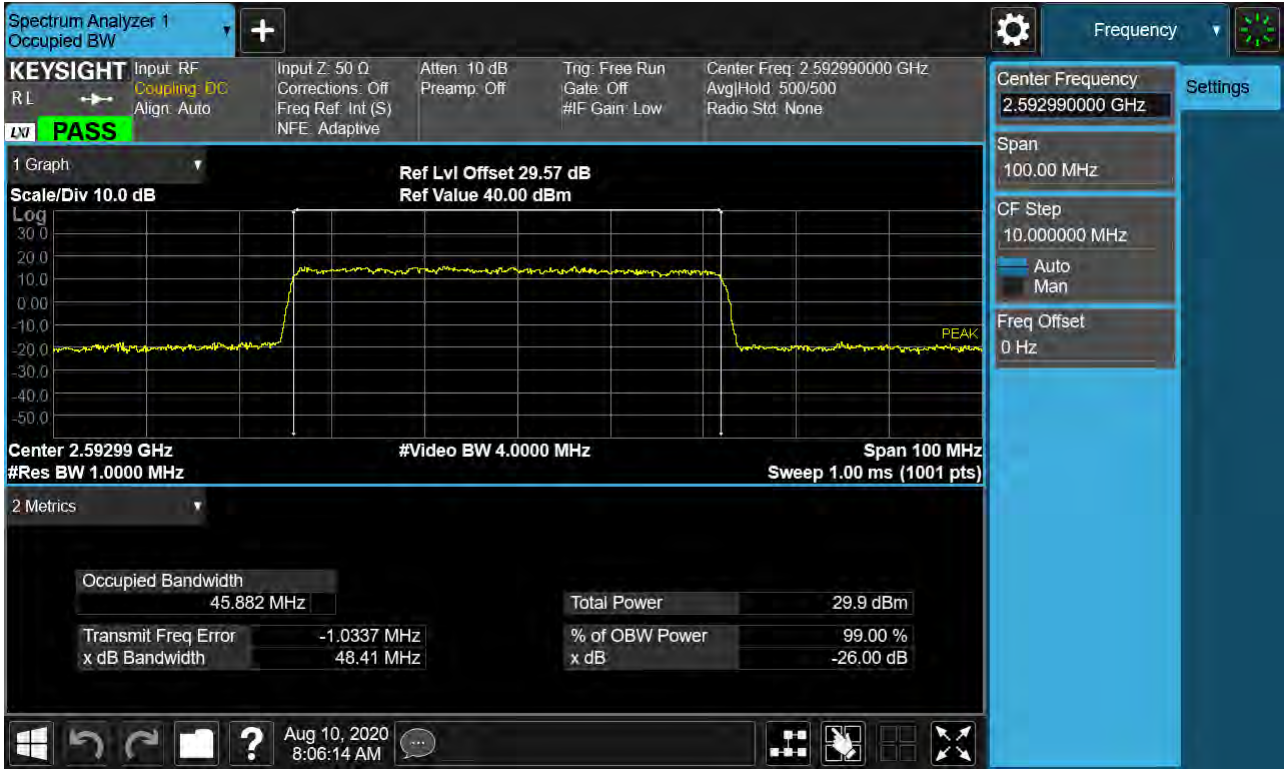 Spectrum Analyzer 1
Occupied BW
Frequency
KEYSIGHT
R L
LXI
PASS
Input: RF
Coupling: DC
Align: Auto
Input Z: 50 Ω
Corrections: Off
Freq Ref: Int (S)
NFE: Adaptive
Atten: 10 dB
Preamp: Off
Trig: Free Run
Gate: Off
#IF Gain: Low
Center Freq: 2.592990000 GHz
Avg|Hold: 500/500
Radio Std: None
Center Frequency
2.592990000 GHz
Settings
Span
100.00 MHz
CF Step
10.000000 MHz
Auto
Man
Freq Offset
0 Hz
1 Graph
Scale/Div 10.0 dB
Ref Lvl Offset 29.57 dB
Ref Value 40.00 dBm
Log
30.0
20.0
10.0
0.00
-10.0
-20.0
-30.0
-40.0
-50.0
PEAK
Center 2.59299 GHz
#Video BW 4.0000 MHz
Span 100 MHz
#Res BW 1.0000 MHz
Sweep 1.00 ms (1001 pts)
2 Metrics
Occupied Bandwidth
45.882 MHz
Total Power 29.9 dBm
Transmit Freq Error -1.0337 MHz
% of OBW Power 99.00 %
x dB Bandwidth 48.41 MHz
x dB -26.00 dB
?
Aug 10, 2020
8:06:14 AM